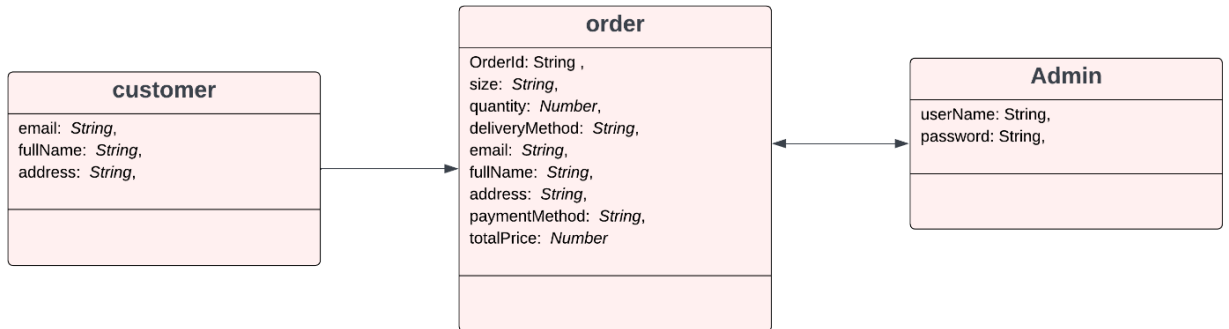 customer
email: String,
fullName: String,
address: String,
order
OrderId: String ,
size: String,
quantity: Number,
deliveryMethod: String,
email: String,
fullName: String,
address: String,
paymentMethod: String,
totalPrice: Number
Admin
userName: String,
password: String,